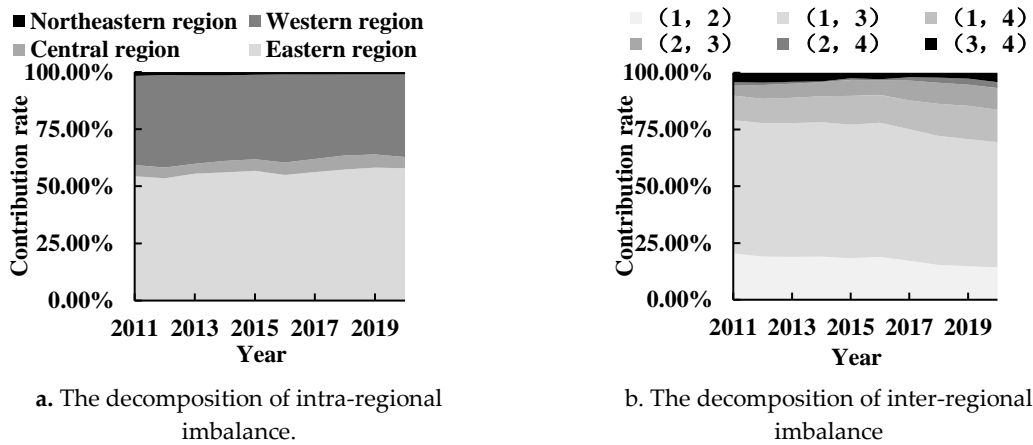 ■ Northeastern region ■ Western region
■ Central region ■ Eastern region
100.00%
75.00%
50.00%
25.00%
0.00%
Contribution rate
2011 2013 2015 2017 2019
Year
a. The decomposition of intra-regional
imbalance.
（1，2） （1，3） （1，4）
（2，3） （2，4） （3，4）
100.00%
75.00%
50.00%
25.00%
0.00%
Contribution rate
2011 2013 2015 2017 2019
Year
b. The decomposition of inter-regional
imbalance